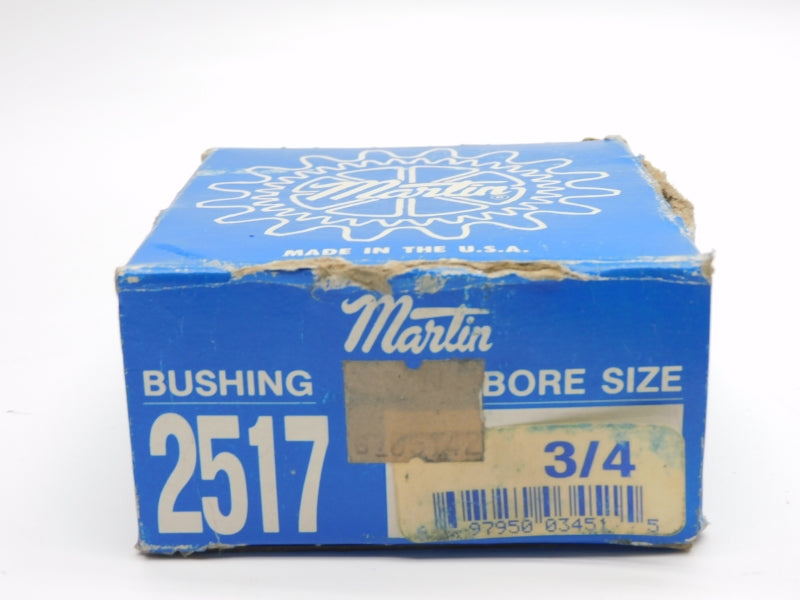 Martin
MADE IN THE U.S.A.
Martin
BUSHING
BORE SIZE
2517
3/4
97950 03451 5